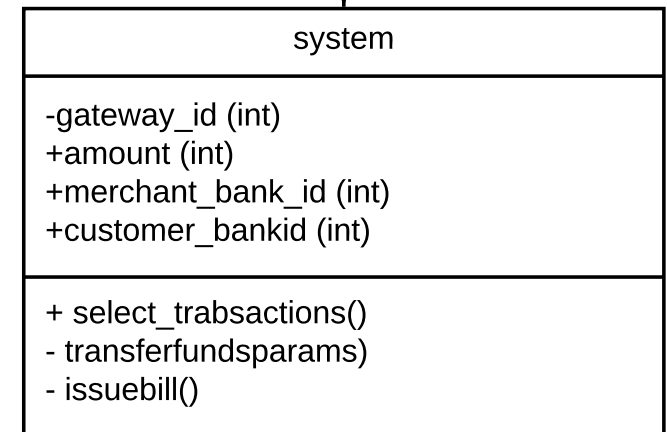 system
-gateway_id (int)
+amount (int)
+merchant_bank_id (int)
+customer_bankid (int)
+ select_trabsactions()
- transferfundsparams)
- issuebill()